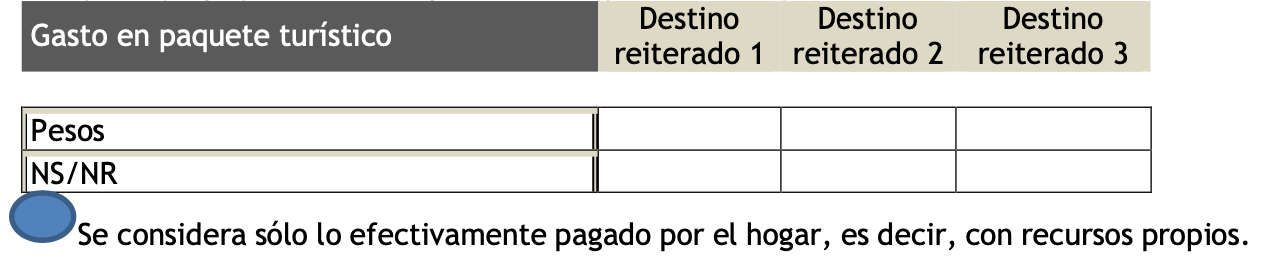 Gasto en paquete turístico
Destino reiterado 1
Destino reiterado 2
Destino reiterado 3
Pesos
NS/NR
Se considera sólo lo efectivamente pagado por el hogar, es decir, con recursos propios.